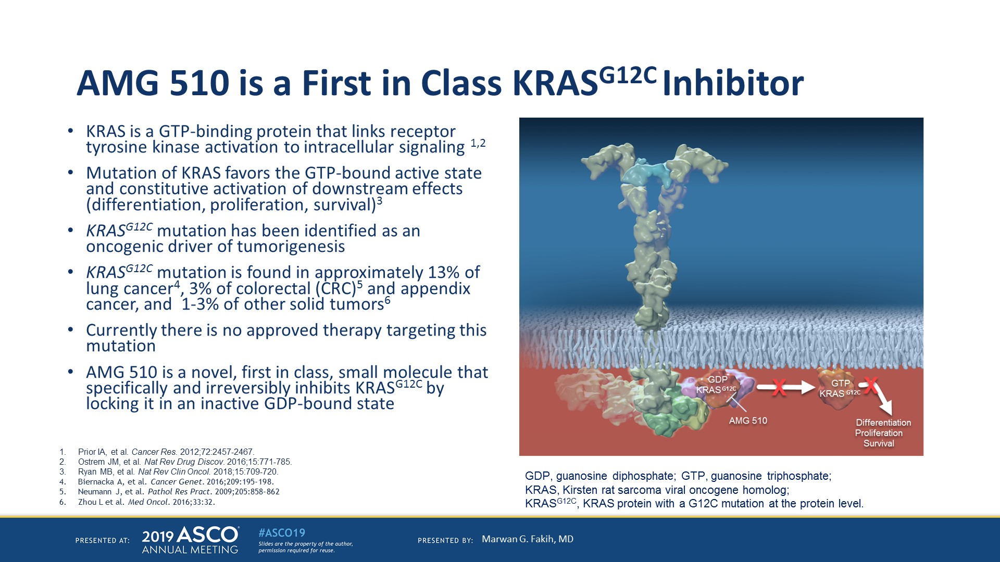 AMG 510 is a First in Class KRASG12C Inhibitor
• KRAS is a GTP-binding protein that links receptor
tyrosine kinase activation to intracellular signaling 1,2
• Mutation of KRAS favors the GTP-bound active state
and constitutive activation of downstream effects
(differentiation, proliferation, survival)3
• KRASG12C mutation has been identified as an
oncogenic driver of tumorigenesis
• KRASG12C mutation is found in approximately 13% of
lung cancer4, 3% of colorectal (CRC)5 and appendix
cancer, and 1-3% of other solid tumors6
• Currently there is no approved therapy targeting this
mutation
• AMG 510 is a novel, first in class, small molecule that
specifically and irreversibly inhibits KRASG12C by
locking it in an inactive GDP-bound state
1. Prior IA, et al. Cancer Res. 2012;72:2457-2467.
2. Ostrem JM, et al. Nat Rev Drug Discov. 2016;15:771-785.
3. Ryan MB, et al. Nat Rev Clin Oncol. 2018;15:709-720.
4. Biernacka A, et al. Cancer Genet. 2016;209:195-198.
5. Neumann J, et al. Pathol Res Pract. 2009;205:858-862
6. Zhou L et al. Med Oncol. 2016;33:32.
GDP
KRAS G12C
AMG 510
GTP
KRAS G12C
Differentiation
Proliferation
Survival
GDP, guanosine diphosphate; GTP, guanosine triphosphate;
KRAS, Kirsten rat sarcoma viral oncogene homolog;
KRASG12C, KRAS protein with a G12C mutation at the protein level.
PRESENTED AT:
2019 ASCO
ANNUAL MEETING
#ASCO19
Slides are the property of the author,
permission required for reuse.
PRESENTED BY: Marwan G. Fakih, MD